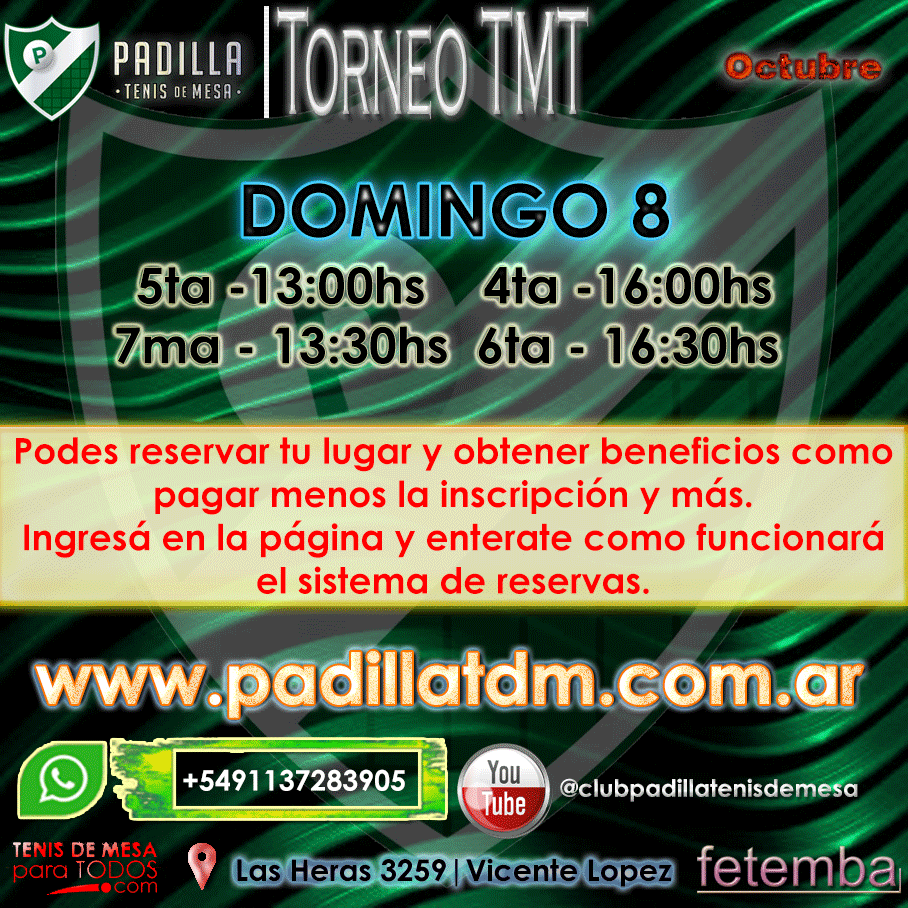 P
PADILLA
• TENIS DE MESA •
TORNEO TMT
Octubre
DOMINGO 8
5ta -13:00hs 4ta -16:00hs
7ma - 13:30hs 6ta - 16:30hs
Podes reservar tu lugar y obtener beneficios como
pagar menos la inscripción y más.
Ingresá en la página y enterate como funcionará
el sistema de reservas.
www.padillatdm.com.ar
+5491137283905
You
Tube
@clubpadillatenisdemesa
TENIS DE MESA
para TODOS
.com
Las Heras 3259|Vicente Lopez
fetemba